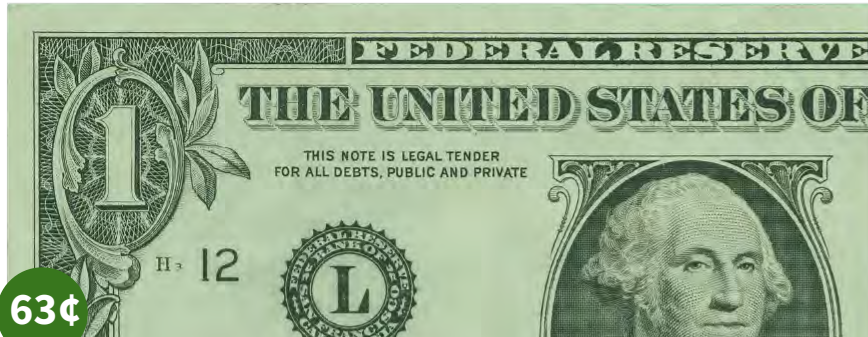 FEDERAL RESERVE
THE UNITED STATES OF
THIS NOTE IS LEGAL TENDER
FOR ALL DEBTS, PUBLIC AND PRIVATE
1
H 3 12
L
63¢